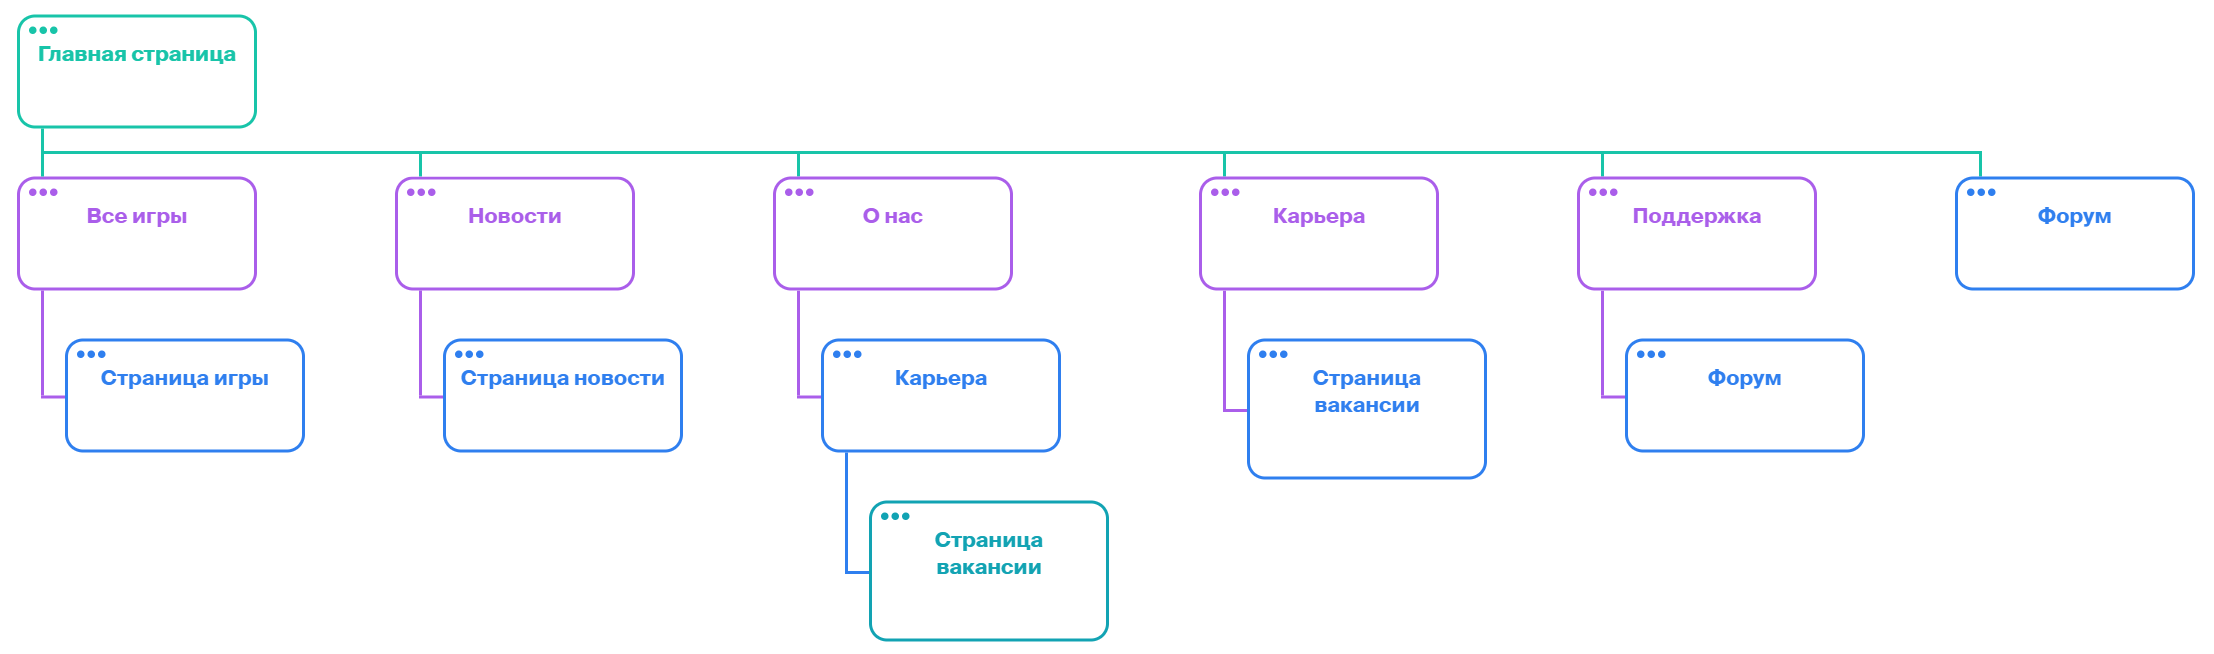 Главная страница
Все игры
Новости
О нас
Карьера
Поддержка
Форум
Страница игры
Страница новости
Карьера
Страница
вакансии
Форум
Страница
вакансии